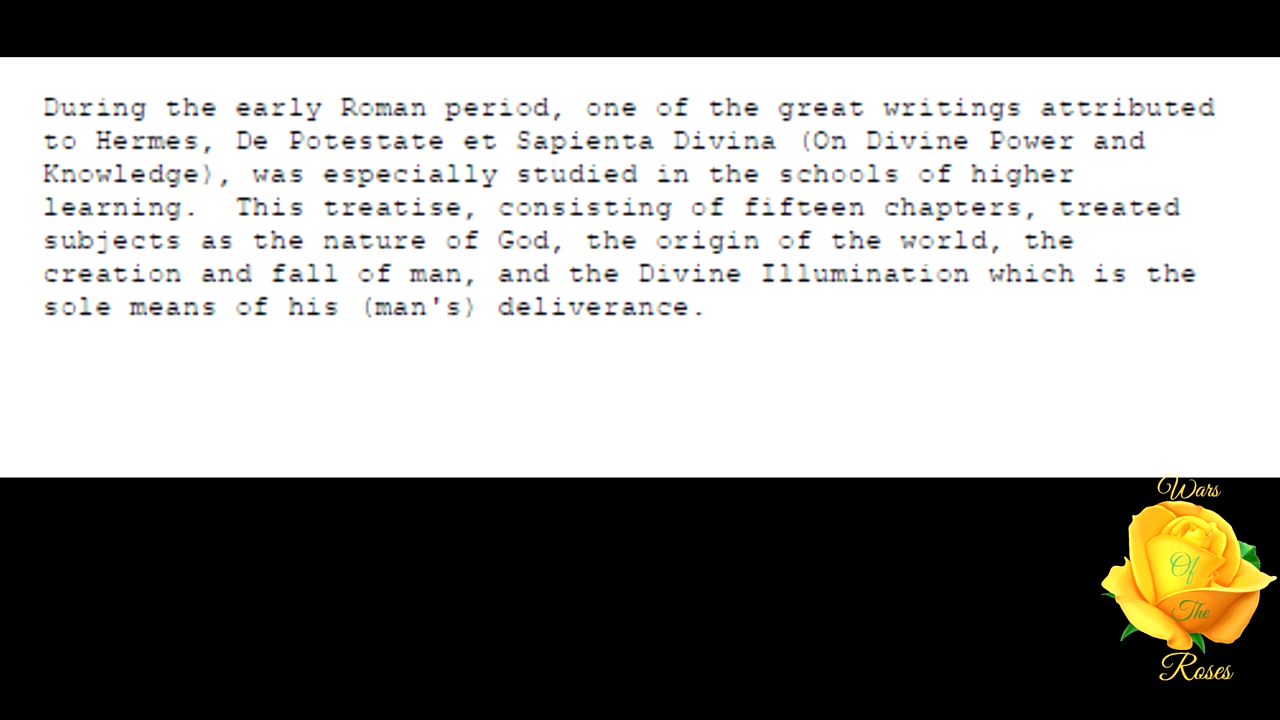 During the early Roman period, one of the great writings attributed
to Hermes, De Potestate et Sapienta Divina (On Divine Power and
Knowledge), was especially studied in the schools of higher
learning.  This treatise, consisting of fifteen chapters, treated
subjects as the nature of God, the origin of the world, the
creation and fall of man, and the Divine Illumination which is the
sole means of his (man's) deliverance.
Wars
Of
The
Roses